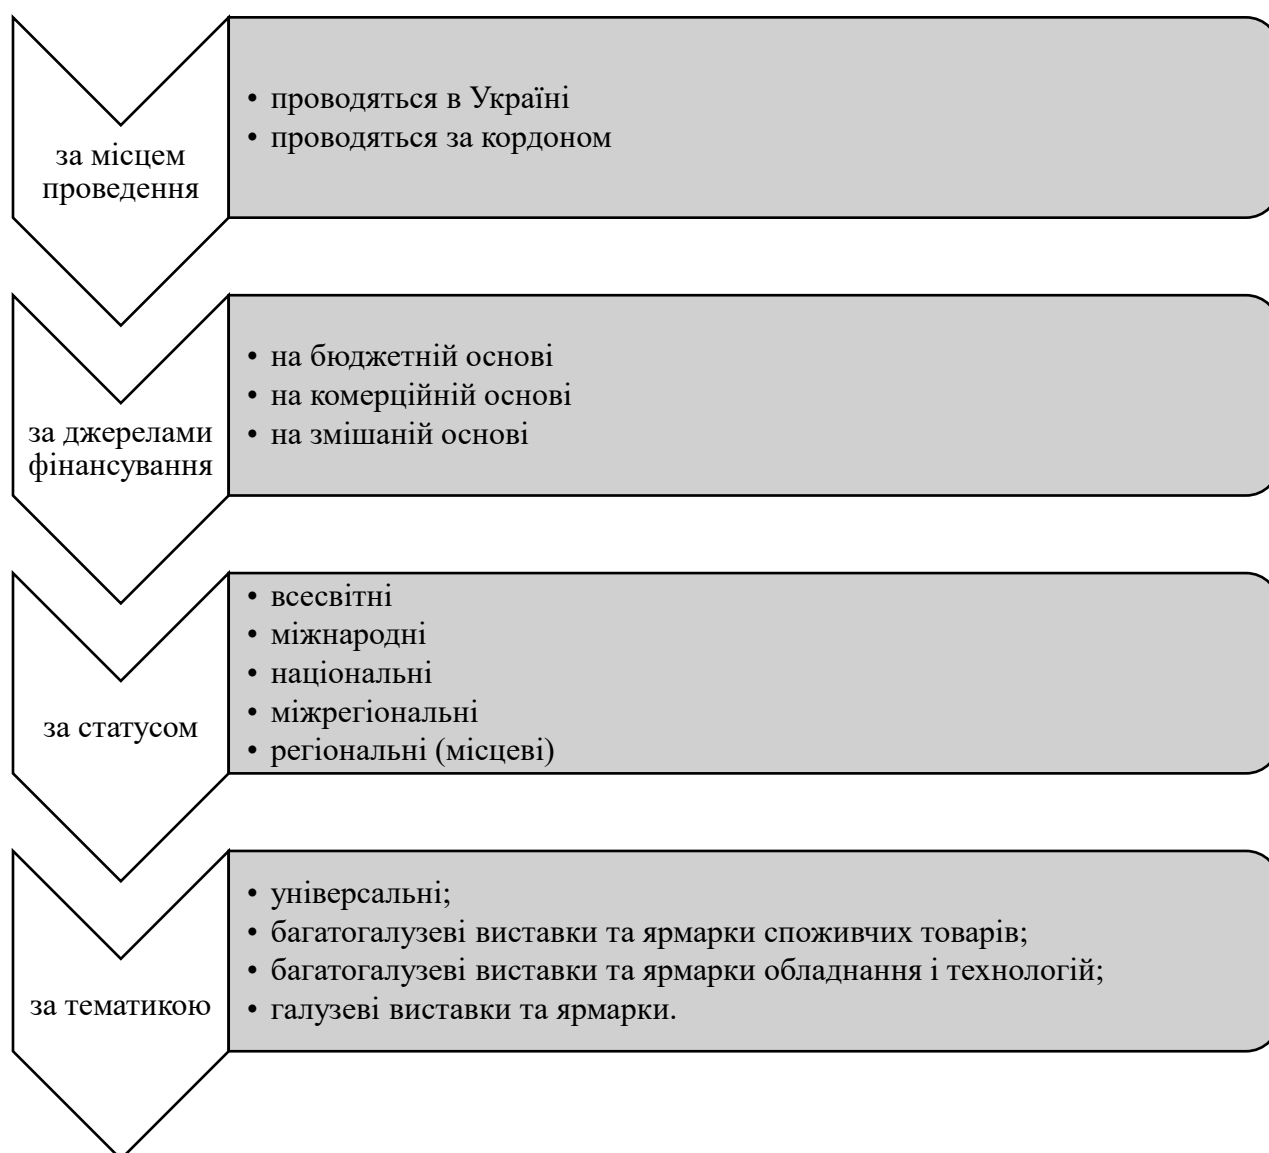 за місцем
проведення
• проводяться в Україні
• проводяться за кордоном
за джерелами
фінансування
• на бюджетній основі
• на комерційній основі
• на змішаній основі
за статусом
• всесвітні
• міжнародні
• національні
• міжрегіональні
• регіональні (місцеві)
за тематикою
• універсальні;
• багатогалузеві виставки та ярмарки споживчих товарів;
• багатогалузеві виставки та ярмарки обладнання і технологій;
• галузеві виставки та ярмарки.